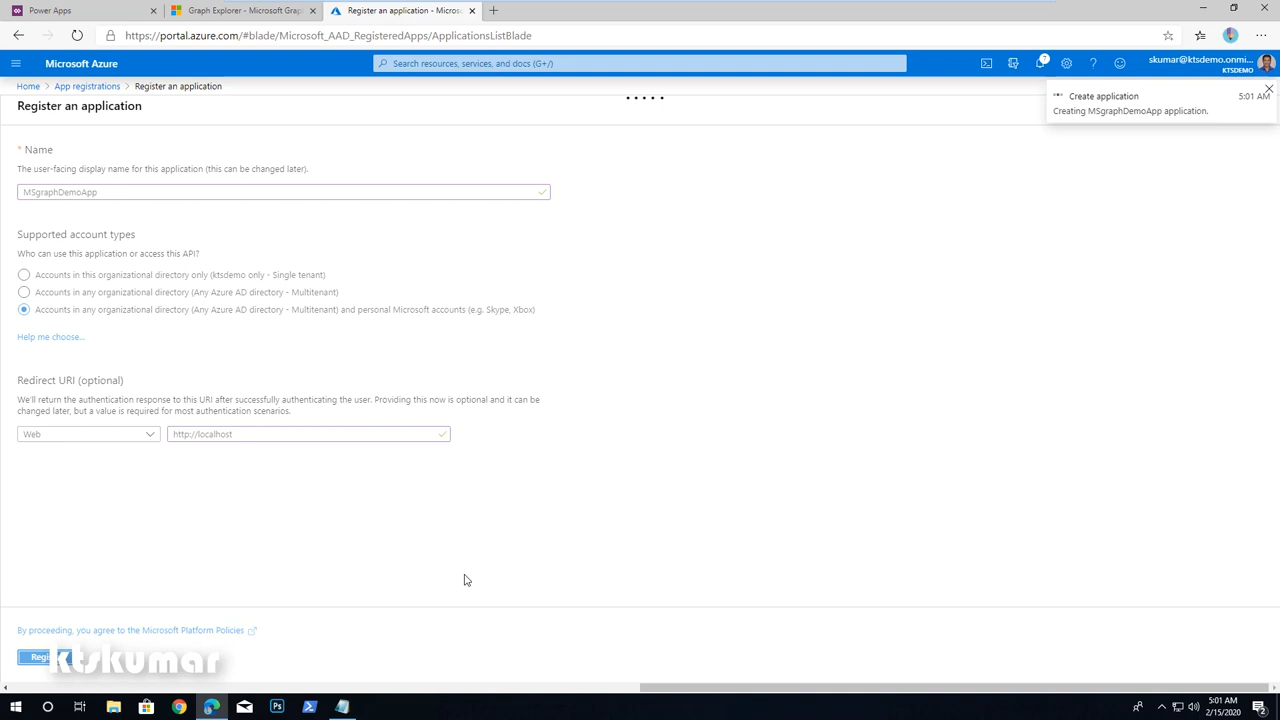 Power Apps
Graph Explorer - Microsoft Grap
Register an application - Micros
https://portal.azure.com/#blade/Microsoft_AAD_RegisteredApps/ApplicationsListBlade
Microsoft Azure
Search resources, services, and docs (G+/)
7
skumar@ktsdemo.onmi...
KTSDEMO
Home
App registrations
Register an application
Register an application
Create application
5:01 AM
Creating MSgraphDemoApp application.
* Name
The user-facing display name for this application (this can be changed later).
MSgraphDemoApp
Supported account types
Who can use this application or access this API?
Accounts in this organizational directory only (ktsdemo only - Single tenant)
Accounts in any organizational directory (Any Azure AD directory - Multitenant)
Accounts in any organizational directory (Any Azure AD directory - Multitenant) and personal Microsoft accounts (e.g. Skype, Xbox)
Help me choose...
Redirect URI (optional)
We'll return the authentication response to this URI after successfully authenticating the user. Providing this now is optional and it can be
changed later, but a value is required for most authentication scenarios.
Web
http://localhost
By proceeding, you agree to the Microsoft Platform Policies
ktskumar
5:01 AM
2/15/2020
2